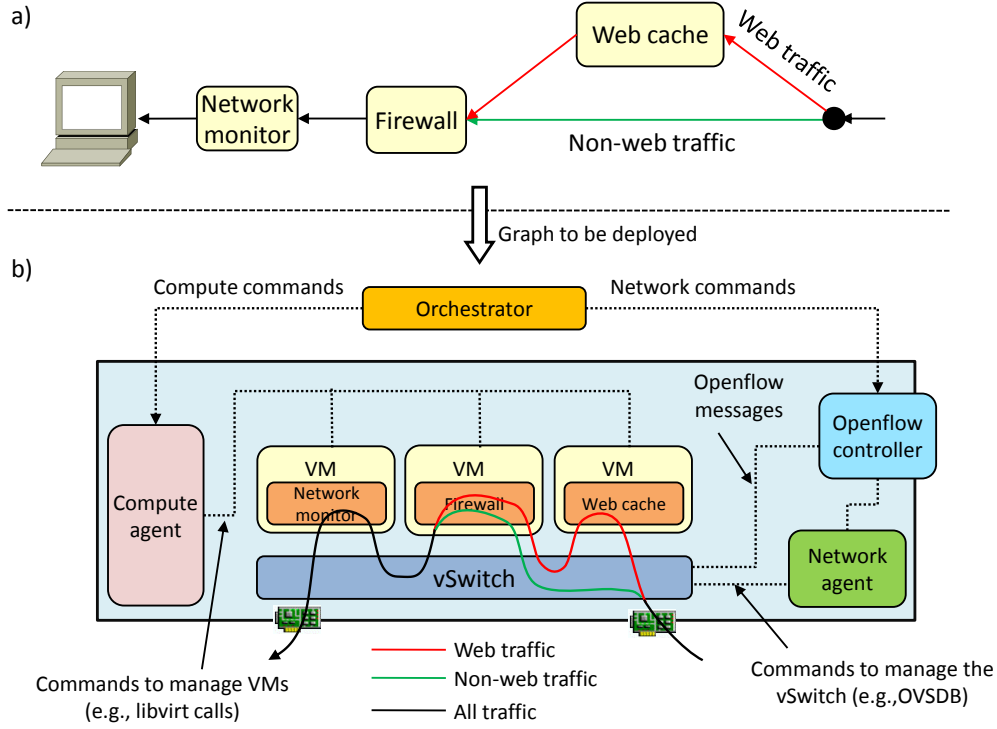 a)
Web cache
Web traffic
Network
monitor
Firewall
Non-web traffic
Graph to be deployed
b)
Compute commands
Orchestrator
Network commands
Openflow
messages
Openflow
controller
Compute
agent
VM
Network
monitor
VM
Firewall
VM
Web cache
vSwitch
Network
agent
Commands to manage VMs
(e.g., libvirt calls)
Web traffic
Non-web traffic
All traffic
Commands to manage the
vSwitch (e.g.,OVSDB)